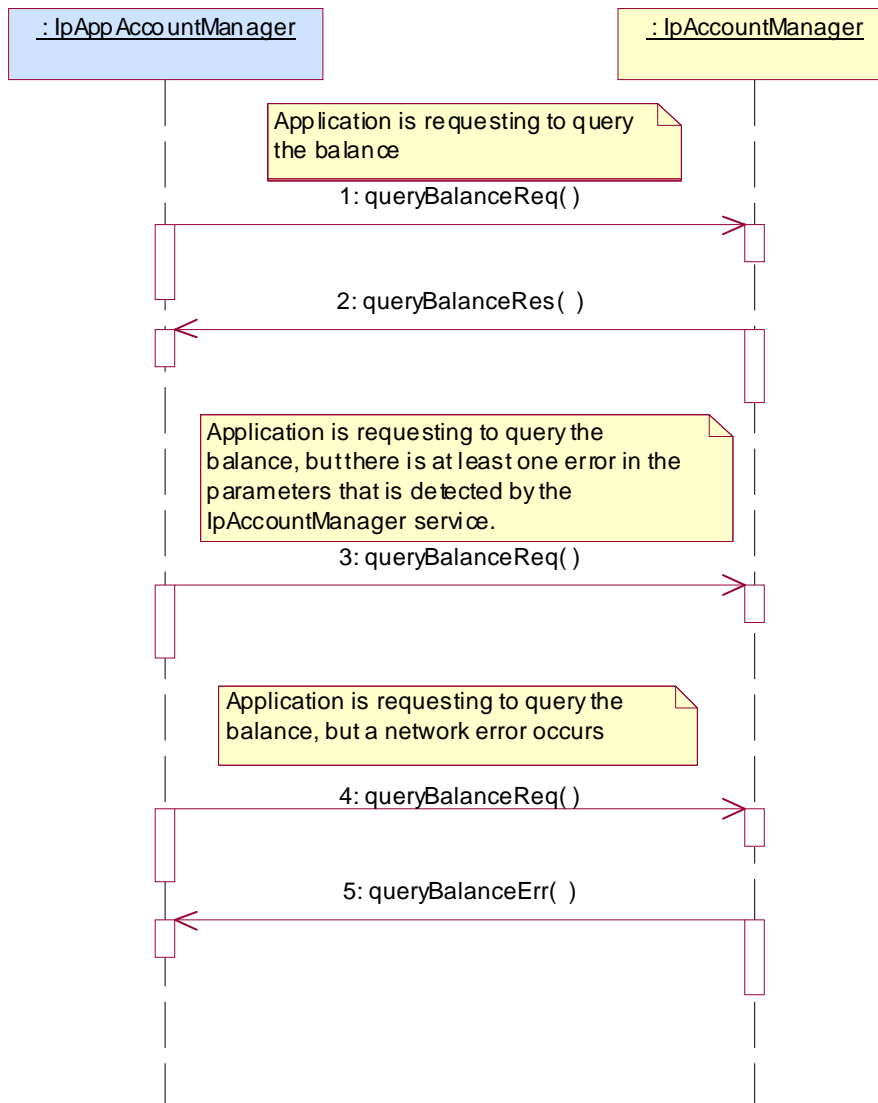 : IpAppAccountManager
: IpAccountManager
Application is requesting to query
the balance
1: queryBalanceReq( )
2: queryBalanceRes( )
Application is requesting to query the
balance, but there is at least one error in the
parameters that is detected by the
IpAccountManager service.
3: queryBalanceReq( )
Application is requesting to query the
balance, but a network error occurs
4: queryBalanceReq( )
5: queryBalanceErr( )